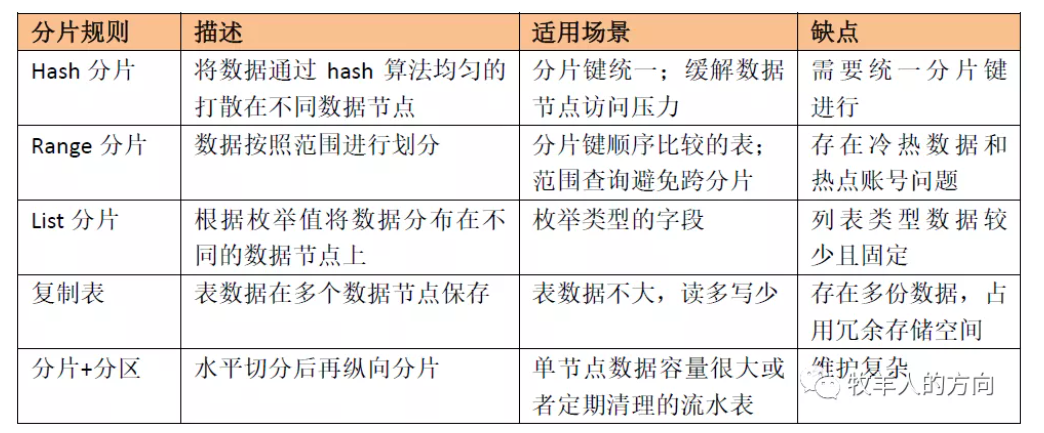 分片规则 描述 适用场景 缺点
Hash 分片 将数据通过 hash 算法均匀的 分片键统一；缓解数据 需要统一分片键
打散在不同数据节点 节点访问压力 进行
Range 分片 数据按照范围进行划分 分片键顺序比较的表； 存在冷热数据和
范围查询避免跨分片 热点账号问题
List 分片 根据枚举值将数据分布在不 枚举类型的字段 列表类型数据较
同的数据节点上 少且固定
复制表 表数据在多个数据节点保存 表数据不大，读多写少 存在多份数据，占
用冗余存储空间
分片+分区 水平切分后再纵向分片 单节点数据容量很大或 维护复杂
者定期清理的流水表
牧羊人的方向